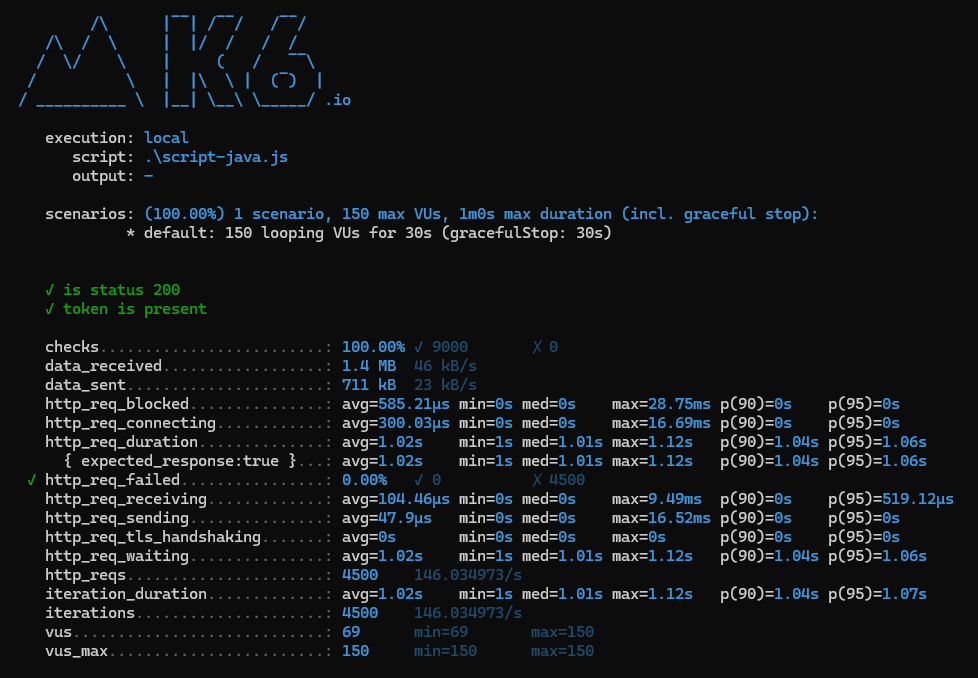 /\      |‾‾| /‾‾/   /‾‾/
     /\  /  \     |  |/  /   /  /
    /  \/    \    |     (   /   ‾‾\
   /          \   |  |\  \ |  (‾)  |
  / __________ \  |__| \__\ \_____/ .io
execution: local
script: .\script-java.js
output: -
scenarios: (100.00%) 1 scenario, 150 max VUs, 1m0s max duration (incl. graceful stop):
* default: 150 looping VUs for 30s (gracefulStop: 30s)
✓ is status 200
✓ token is present
checks.........................: 100.00% ✓ 9000 ✗ 0
data_received..................: 1.4 MB 46 kB/s
data_sent......................: 711 kB 23 kB/s
http_req_blocked...............: avg=585.21µs min=0s med=0s max=28.75ms p(90)=0s p(95)=0s
http_req_connecting............: avg=300.03µs min=0s med=0s max=16.69ms p(90)=0s p(95)=0s
http_req_duration..............: avg=1.02s min=1s med=1.01s max=1.12s p(90)=1.04s p(95)=1.06s
{ expected_response:true }...: avg=1.02s min=1s med=1.01s max=1.12s p(90)=1.04s p(95)=1.06s
✓ http_req_failed................: 0.00% ✓ 0 ✗ 4500
http_req_receiving.............: avg=104.46µs min=0s med=0s max=9.49ms p(90)=0s p(95)=519.12µs
http_req_sending...............: avg=47.9µs min=0s med=0s max=16.52ms p(90)=0s p(95)=0s
http_req_tls_handshaking.......: avg=0s min=0s med=0s max=0s p(90)=0s p(95)=0s
http_req_waiting...............: avg=1.02s min=1s med=1.01s max=1.12s p(90)=1.04s p(95)=1.06s
http_reqs......................: 4500 146.034973/s
iteration_duration.............: avg=1.02s min=1s med=1.01s max=1.12s p(90)=1.04s p(95)=1.07s
iterations.....................: 4500 146.034973/s
vus............................: 69 min=69 max=150
vus_max........................: 150 min=150 max=150